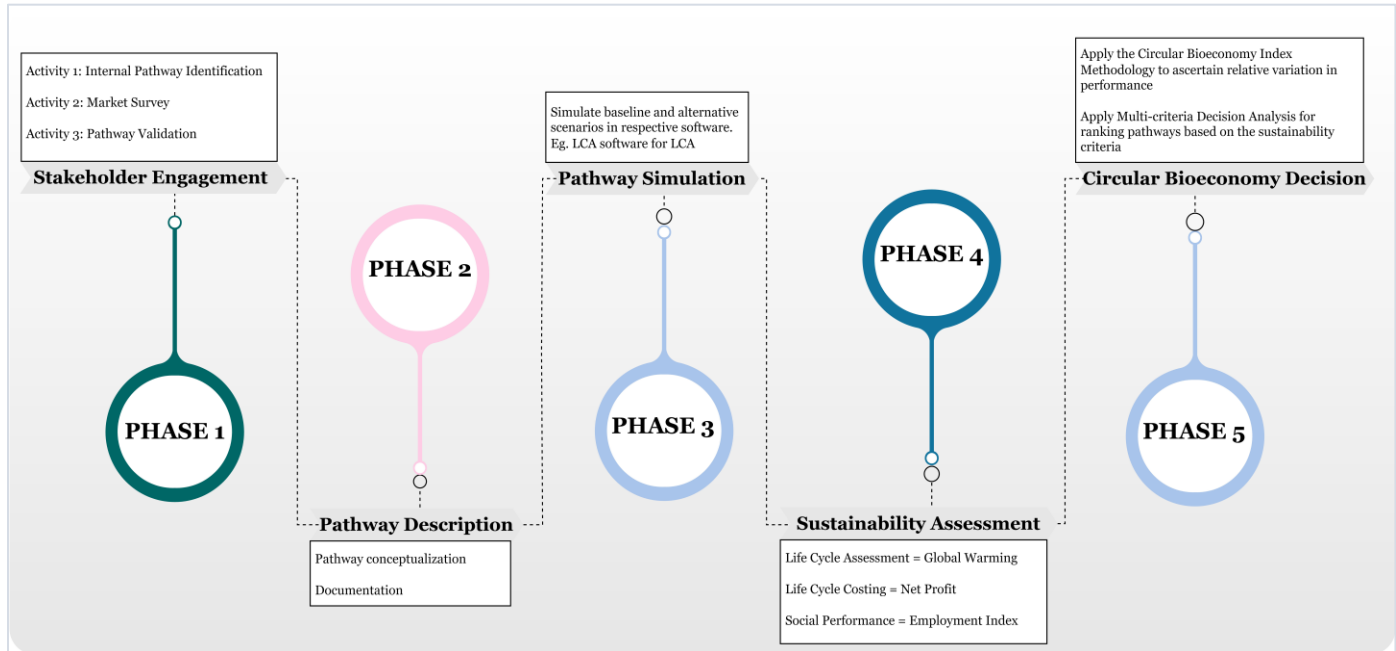 Activity 1: Internal Pathway Identification
Activity 2: Market Survey
Activity 3: Pathway Validation
Stakeholder Engagement
PHASE 1
PHASE 2
Pathway Description
Pathway conceptualization
Documentation
Simulate baseline and alternative
scenarios in respective software.
Eg. LCA software for LCA
Pathway Simulation
PHASE 3
PHASE 4
Sustainability Assessment
Life Cycle Assessment = Global Warming
Life Cycle Costing = Net Profit
Social Performance = Employment Index
Apply the Circular Bioeconomy Index
Methodology to ascertain relative variation in
performance
Apply Multi-criteria Decision Analysis for
ranking pathways based on the sustainability
criteria
Circular Bioeconomy Decision
PHASE 5